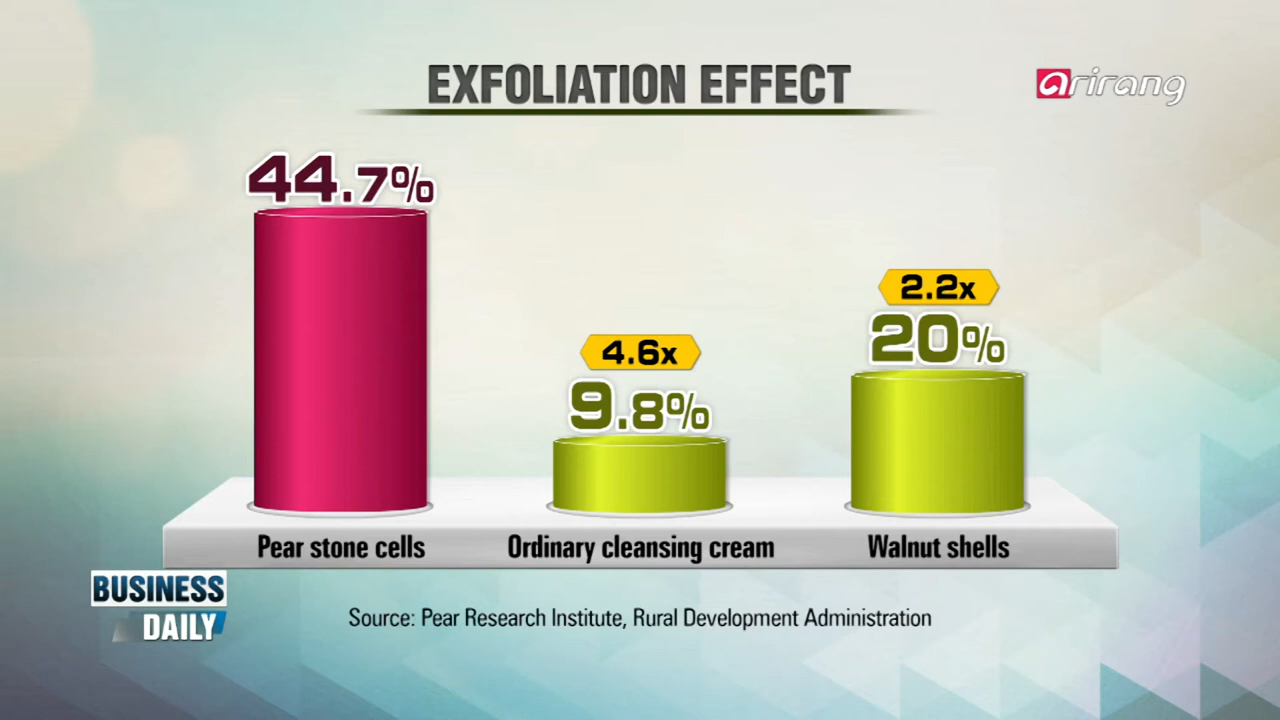 EXFOLIATION EFFECT
arirang
44.7%
4.6x
9.8%
2.2x
20%
Pear stone cells
Ordinary cleansing cream
Walnut shells
BUSINESS
DAILY
Source: Pear Research Institute, Rural Development Administration